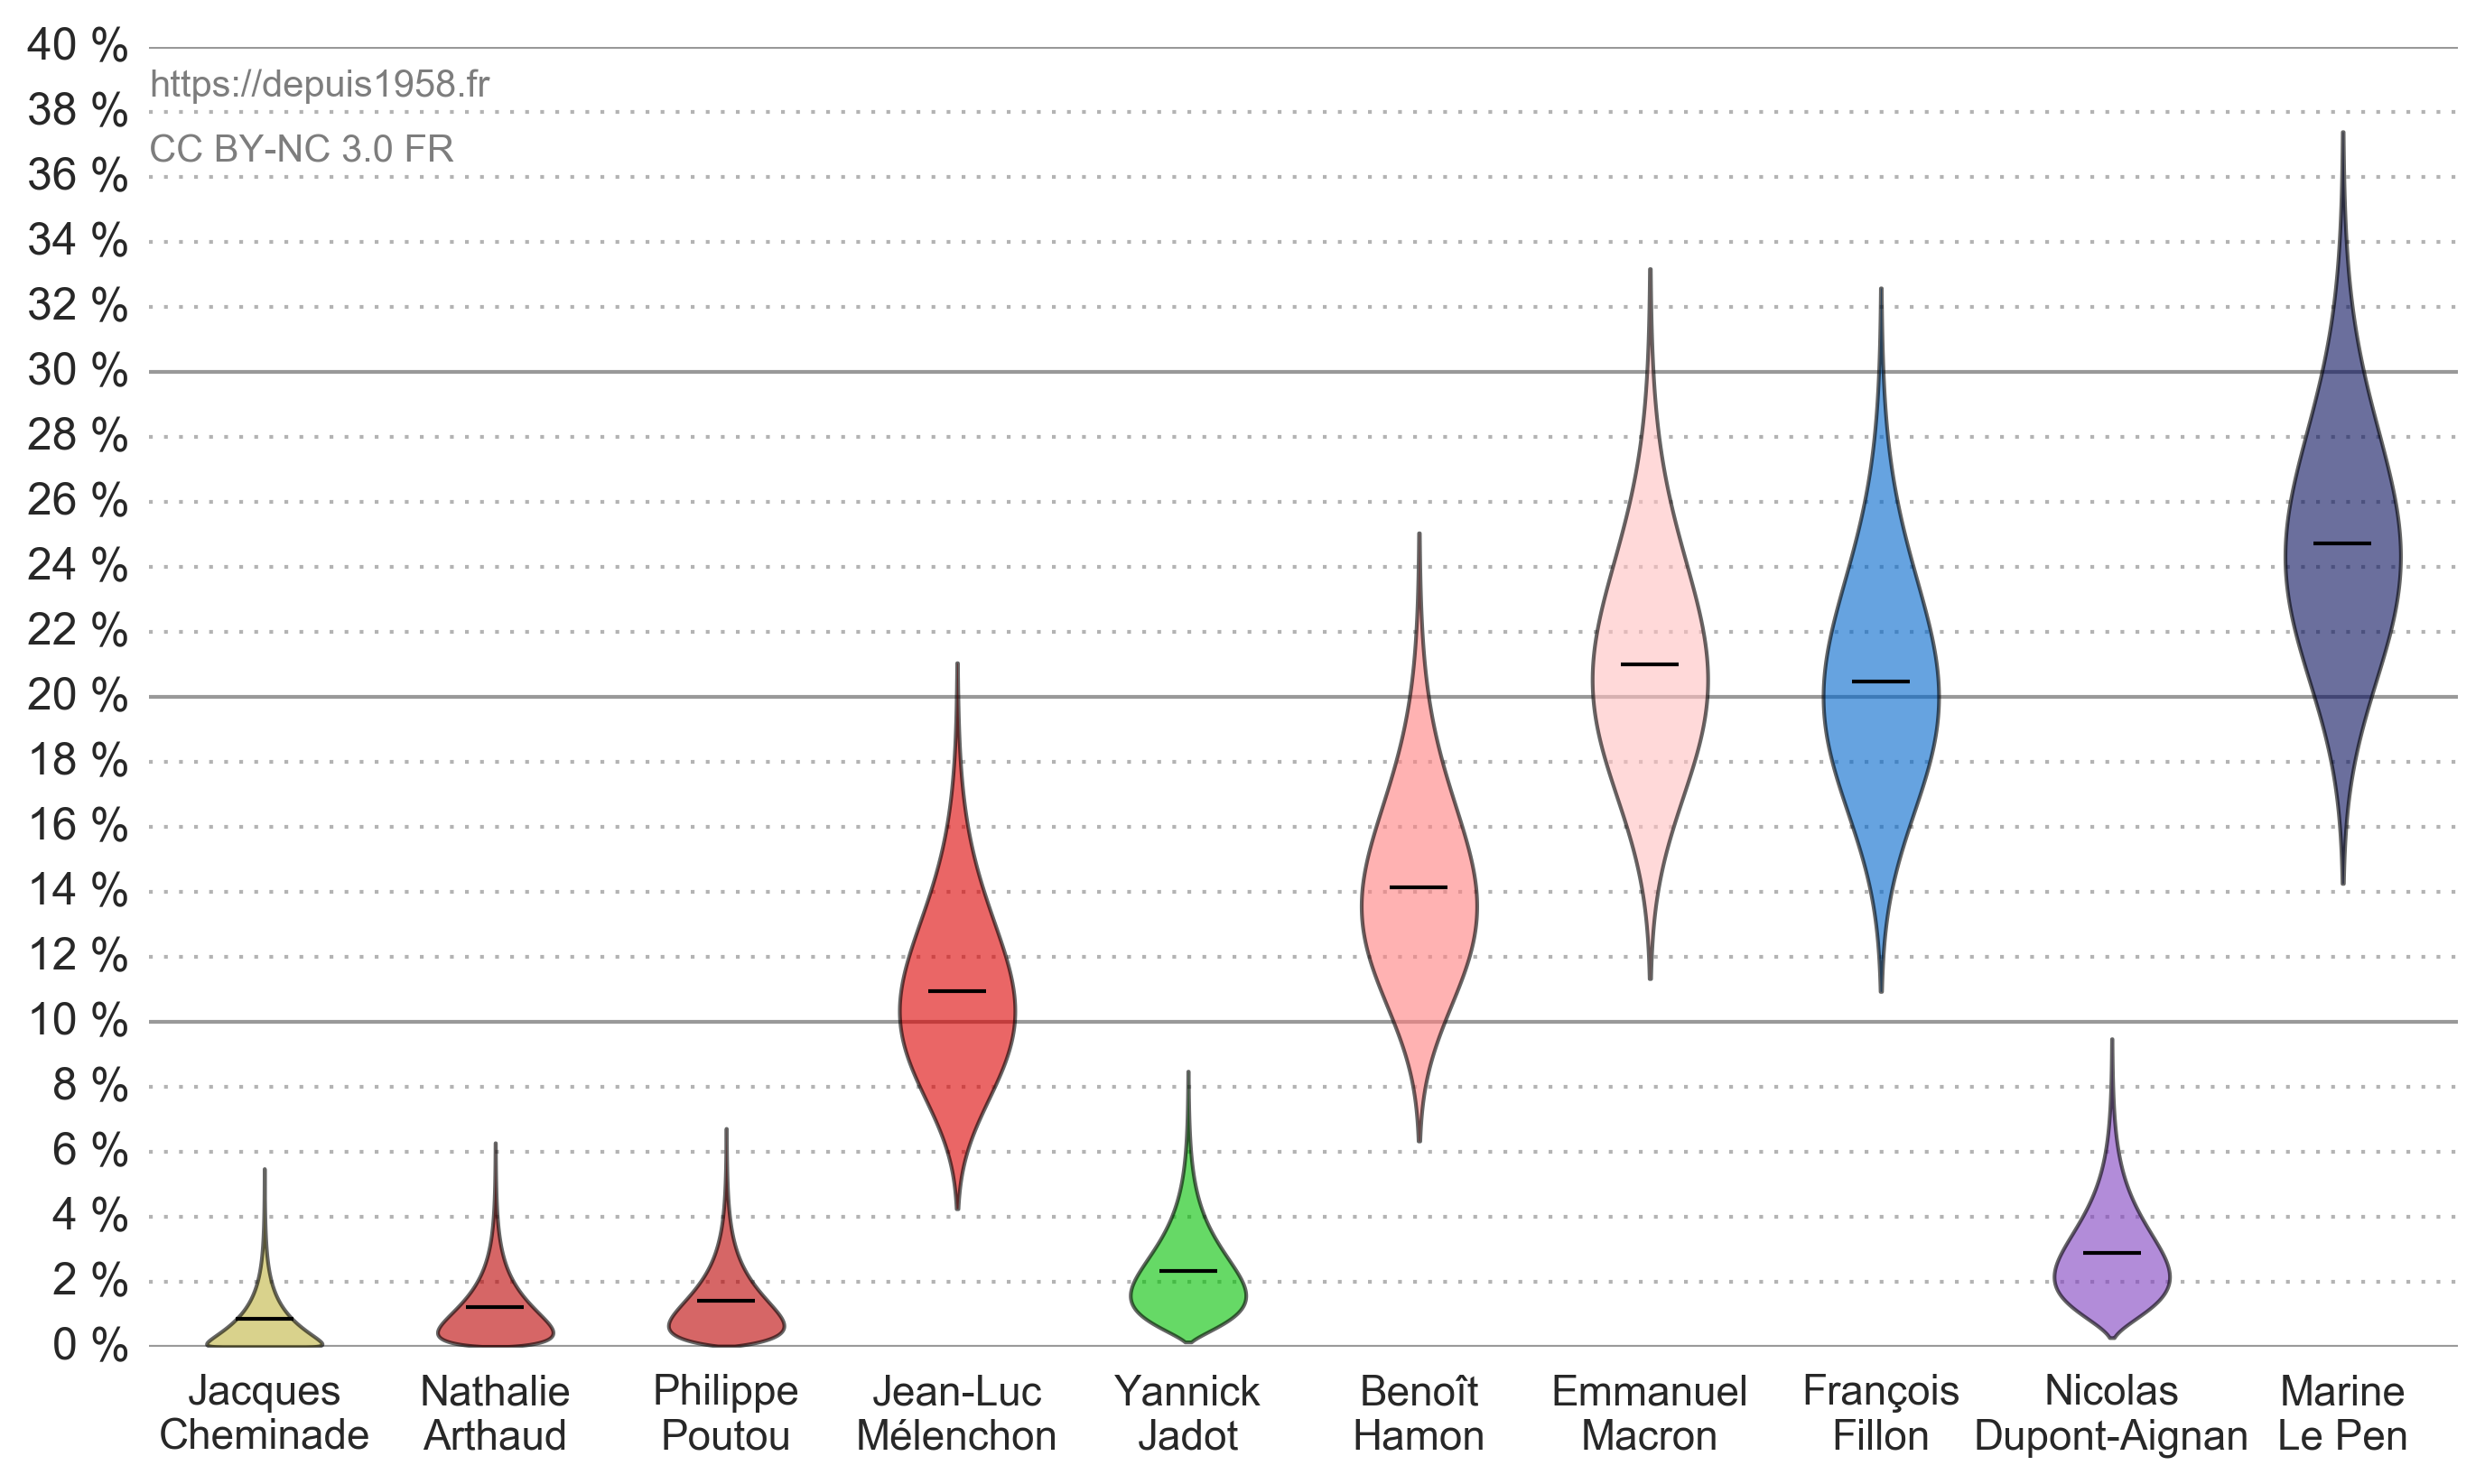 40 %
https://depuis1958.fr
38 %
CC BY-NC 3.0 FR
36 %
34 %
32 %
30 %
28 %
26 %
24 %
22 %
20 %
18 %
16 %
14 %
12 %
10 %
8 %
6 %
4 %
2 %
0 %
Jacques
Cheminade
Nathalie
Arthaud
Philippe
Poutou
Jean-Luc
Mélenchon
Yannick
Jadot
Benoît
Hamon
Emmanuel
Macron
François
Fillon
Nicolas
Dupont-Aignan
Marine
Le Pen